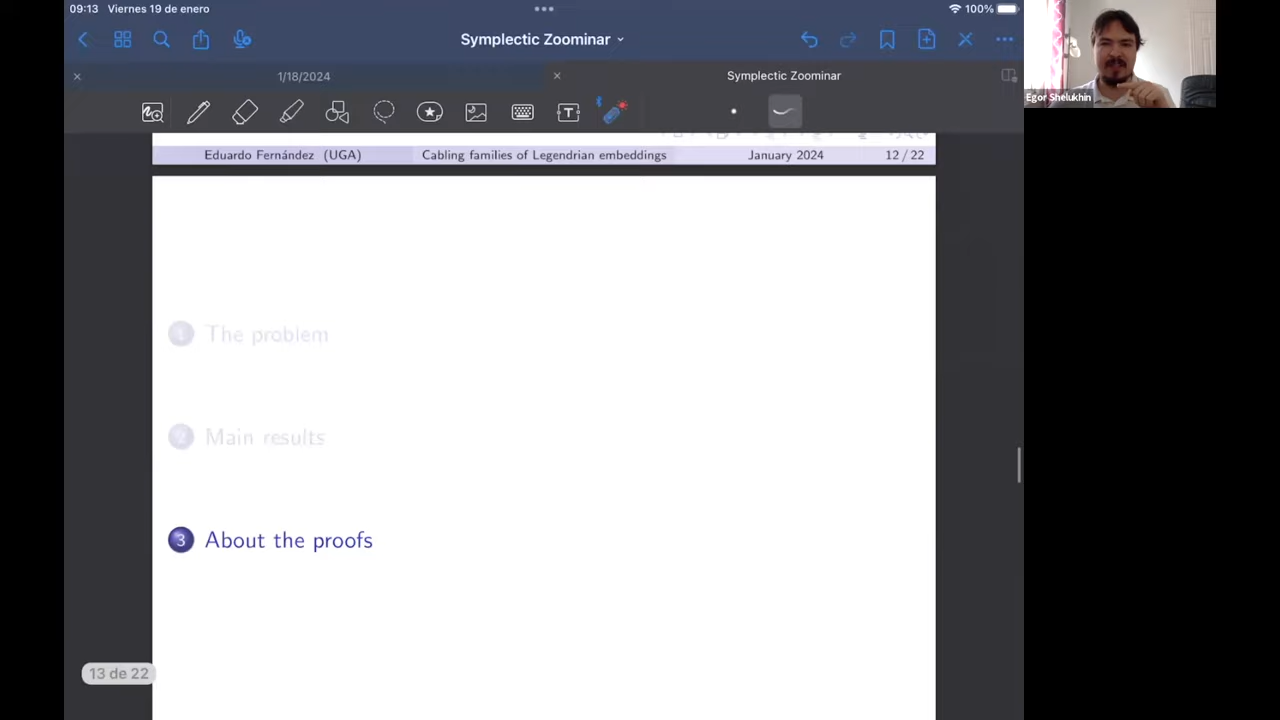 09:13 Viernes 19 de enero
100%
Symplectic Zoominar
1/18/2024
Symplectic Zoominar
Egor Shelukhin
Eduardo Fernández (UGA) Cabling families of Legendrian embeddings January 2024 12 / 22
1 The problem
2 Main results
3 About the proofs
13 de 22